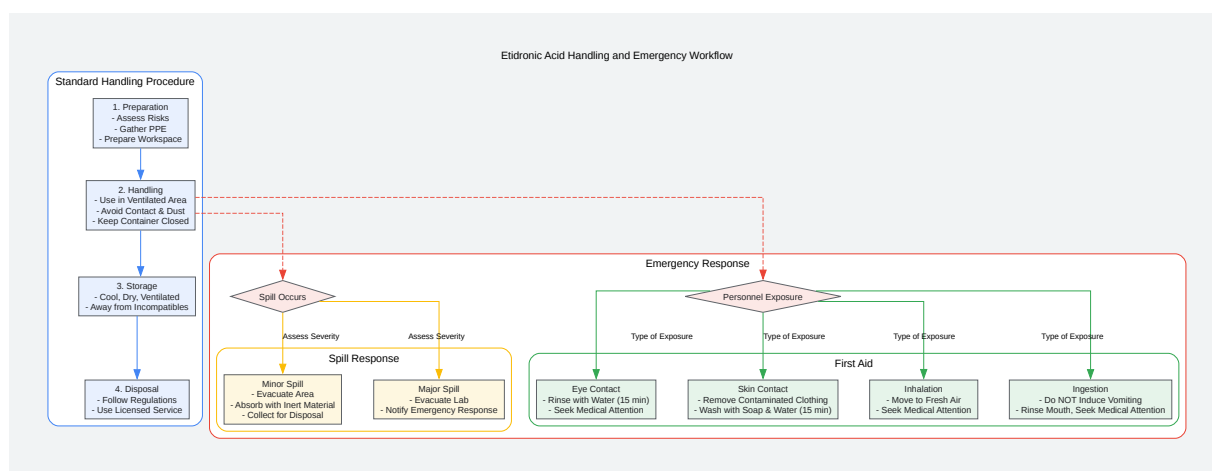 Etidronic Acid Handling and Emergency Workflow
Standard Handling Procedure
1. Preparation
- Assess Risks
- Gather PPE
- Prepare Workspace
2. Handling
- Use in Ventilated Area
- Avoid Contact & Dust
- Keep Container Closed
3. Storage
- Cool, Dry, Ventilated
- Away from Incompatibles
4. Disposal
- Follow Regulations
- Use Licensed Service
Emergency Response
Spill Occurs
Personnel Exposure
Assess Severity
Assess Severity
Type of Exposure
Type of Exposure
Type of Exposure
Type of Exposure
Spill Response
Minor Spill
- Evacuate Area
- Absorb with Inert Material
- Collect for Disposal
Major Spill
- Evacuate Lab
- Notify Emergency Response
First Aid
Eye Contact
- Rinse with Water (15 min)
- Seek Medical Attention
Skin Contact
- Remove Contaminated Clothing
- Wash with Soap & Water (15 min)
Inhalation
- Move to Fresh Air
- Seek Medical Attention
Ingestion
- Do NOT Induce Vomiting
- Rinse Mouth, Seek Medical Attention